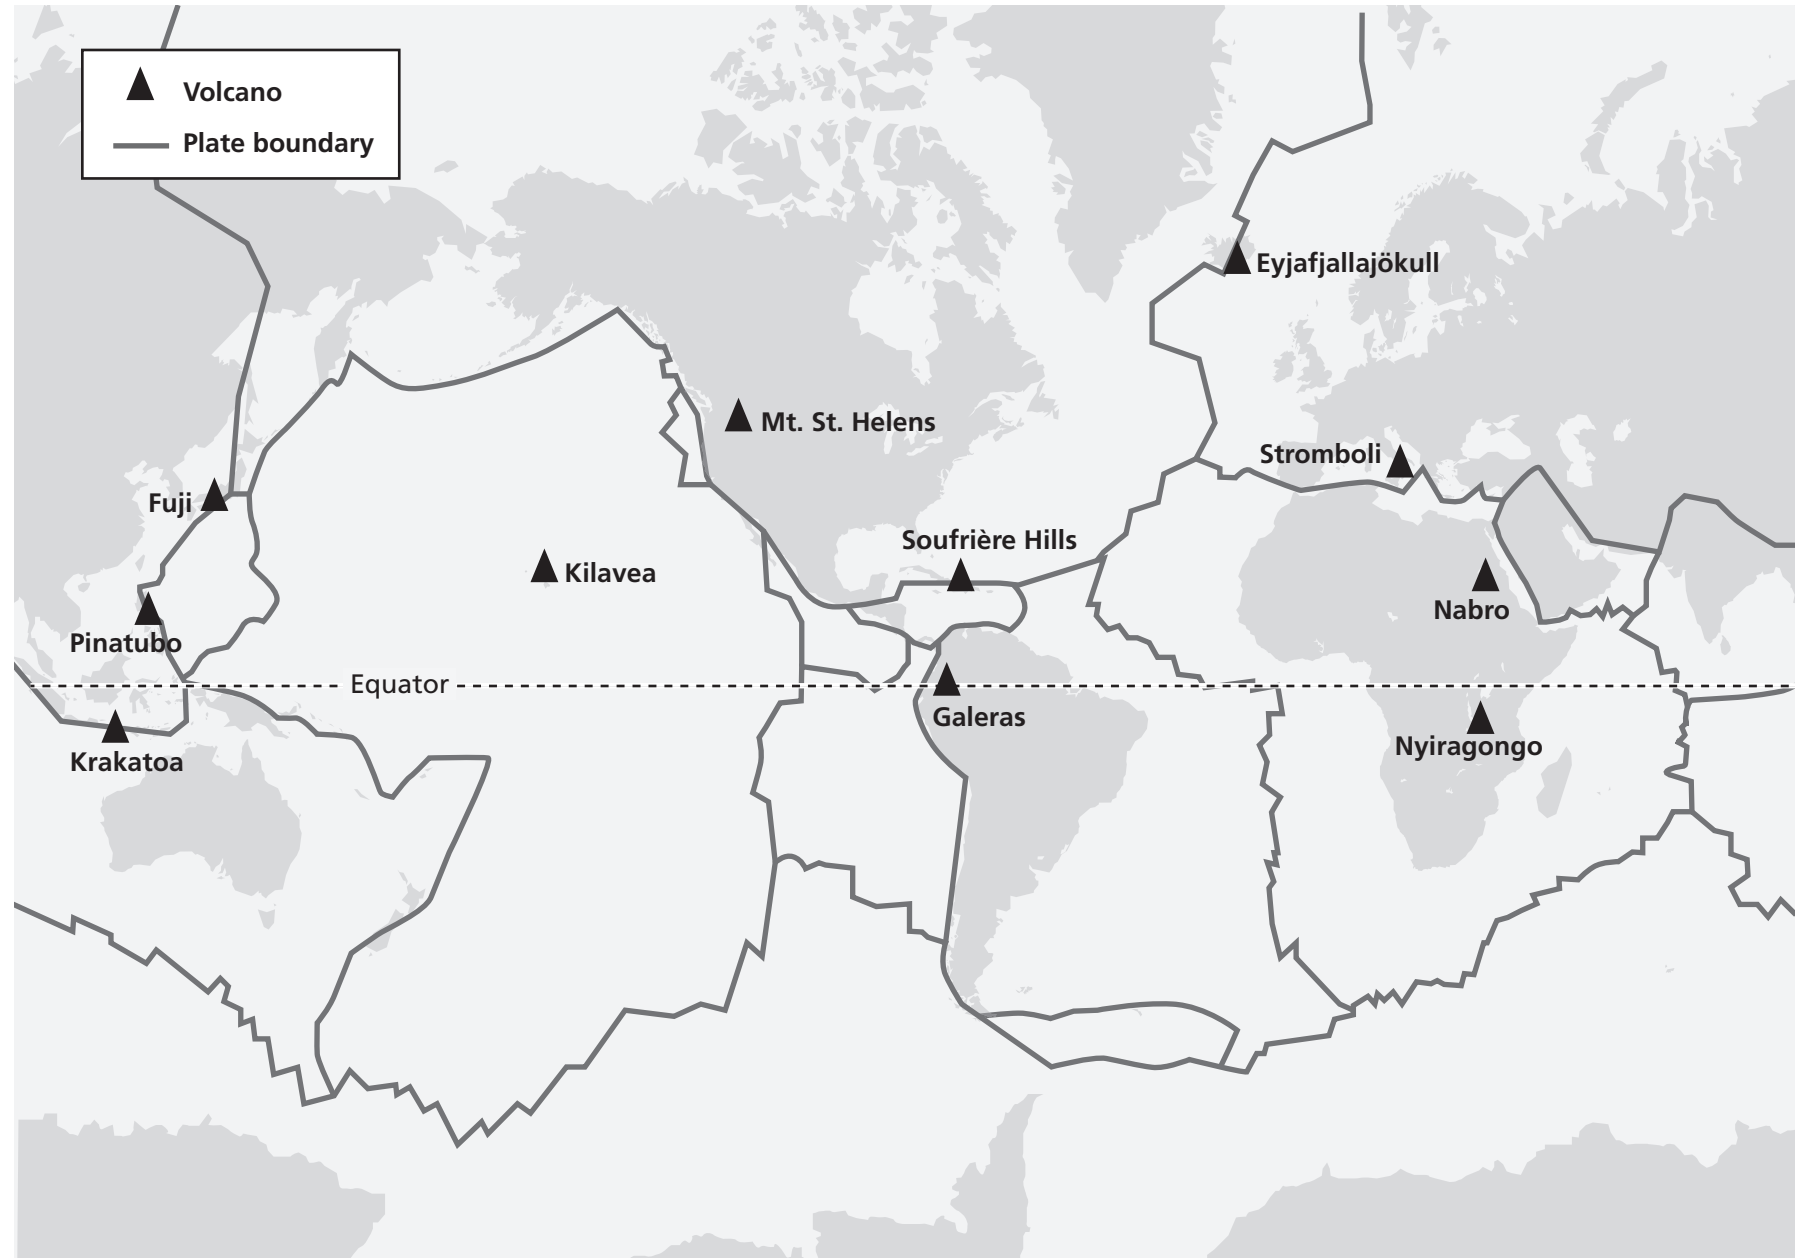 Volcano
Plate boundary
Eyjafjallajökull
Mt. St. Helens
Stromboli
Fuji
Soufrière Hills
Kilavea
Nabro
Pinatubo
Equator
Galeras
Nyiragongo
Krakatoa